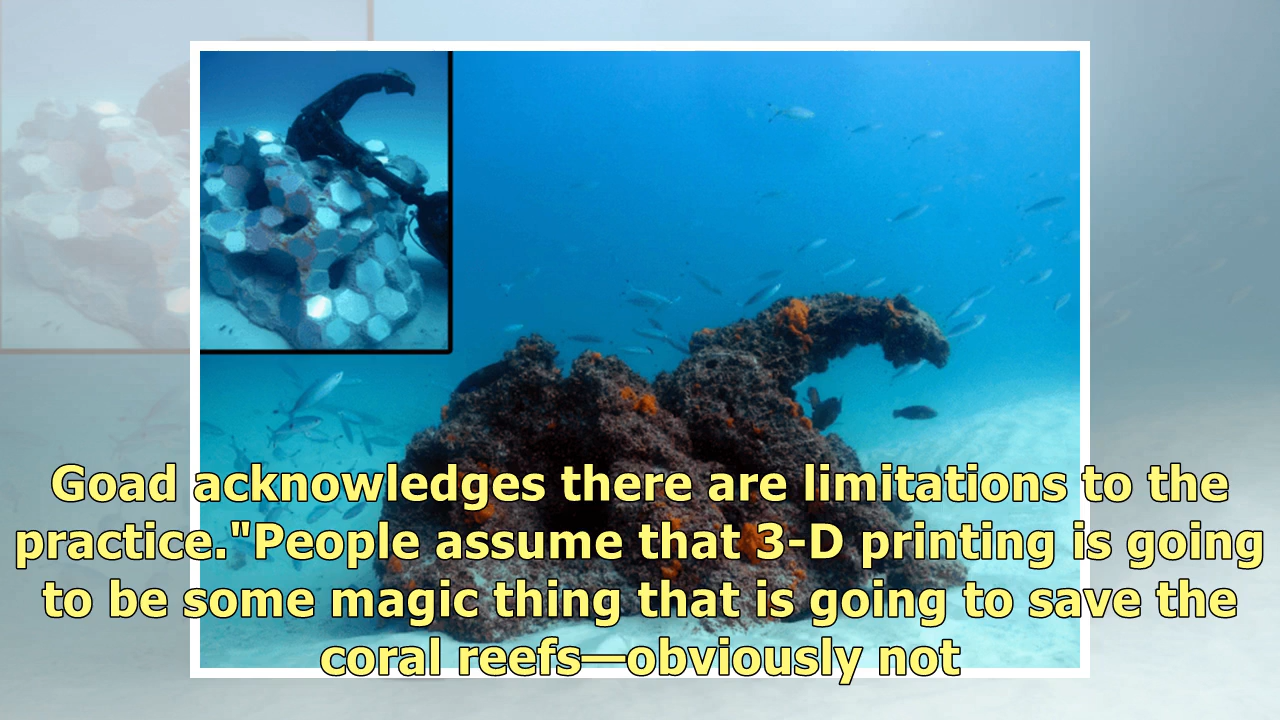 Goad acknowledges there are limitations to the
practice."People assume that 3-D printing is going
to be some magic thing that is going to save the
coral reefs—obviously not